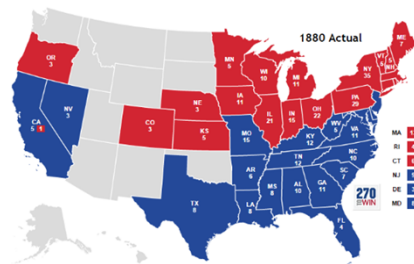 1880 Actual
OR
3
CA
5 1
NV
3
CO
3
NE
3
KS
5
TX
8
MN
5
IA
11
MO
15
AR
6
LA
8
WI
10
IL
21
MI
11
IN
15
OH
22
KY
12
TN
12
MS
8
AL
10
GA
11
FL
4
SC
7
NC
10
VA
11
WV
5
PA
29
NY
35
VT
5
ME
7
MA
RI
CT
NJ
DE
MD
270
WIN